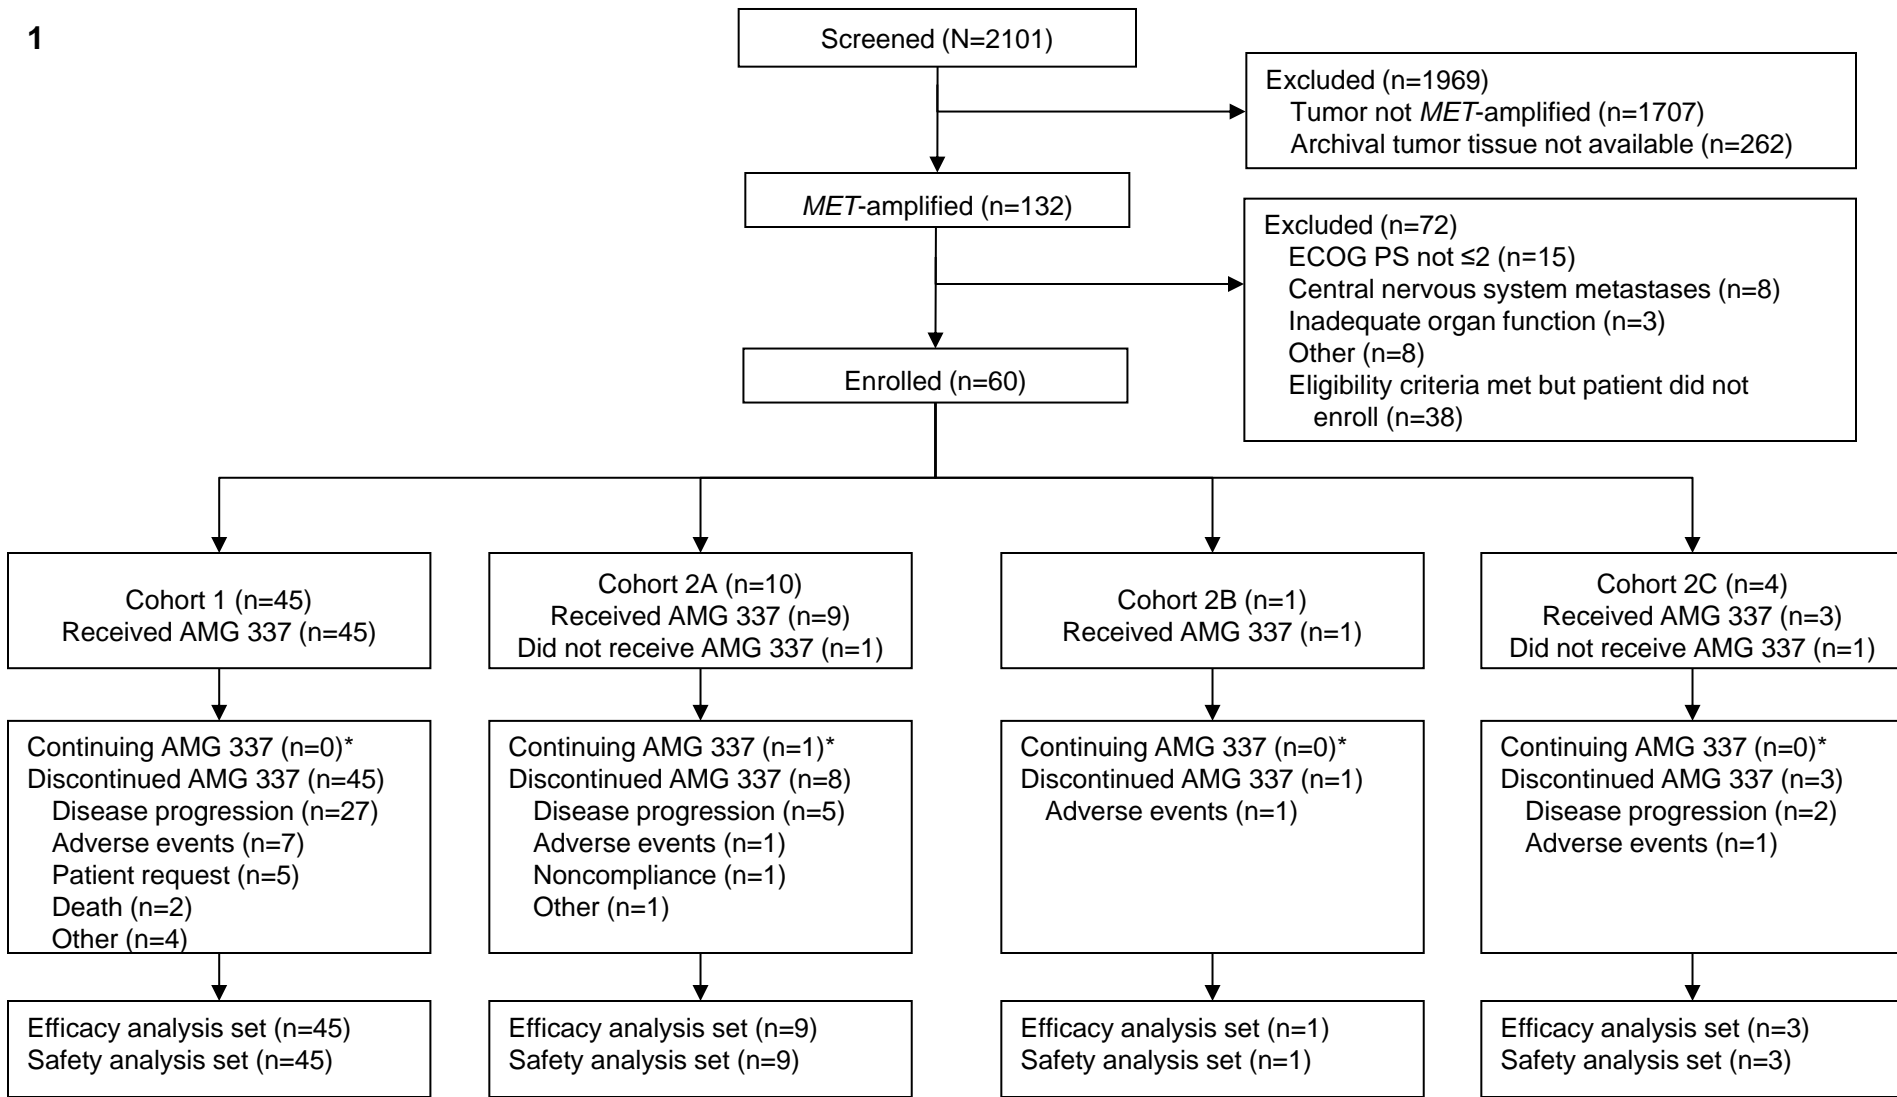 1
Screened (N=2101)
Excluded (n=1969)
Tumor not MET-amplified (n=1707)
Archival tumor tissue not available (n=262)
MET-amplified (n=132)
Excluded (n=72)
ECOG PS not ≤2 (n=15)
Central nervous system metastases (n=8)
Inadequate organ function (n=3)
Other (n=8)
Eligibility criteria met but patient did not
enroll (n=38)
Enrolled (n=60)
Cohort 1 (n=45)
Received AMG 337 (n=45)
Cohort 2A (n=10)
Received AMG 337 (n=9)
Did not receive AMG 337 (n=1)
Cohort 2B (n=1)
Received AMG 337 (n=1)
Cohort 2C (n=4)
Received AMG 337 (n=3)
Did not receive AMG 337 (n=1)
Continuing AMG 337 (n=0)*
Discontinued AMG 337 (n=45)
Disease progression (n=27)
Adverse events (n=7)
Patient request (n=5)
Death (n=2)
Other (n=4)
Continuing AMG 337 (n=1)*
Discontinued AMG 337 (n=8)
Disease progression (n=5)
Adverse events (n=1)
Noncompliance (n=1)
Other (n=1)
Continuing AMG 337 (n=0)*
Discontinued AMG 337 (n=1)
Adverse events (n=1)
Continuing AMG 337 (n=0)*
Discontinued AMG 337 (n=3)
Disease progression (n=2)
Adverse events (n=1)
Efficacy analysis set (n=45)
Safety analysis set (n=45)
Efficacy analysis set (n=9)
Safety analysis set (n=9)
Efficacy analysis set (n=1)
Safety analysis set (n=1)
Efficacy analysis set (n=3)
Safety analysis set (n=3)